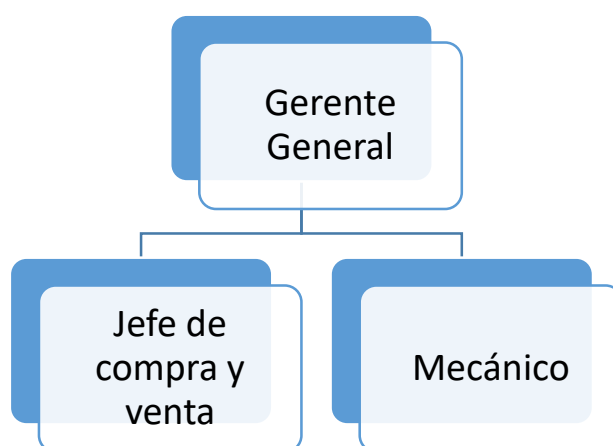 Gerente
General
Jefe de
compra y
venta
Mecánico